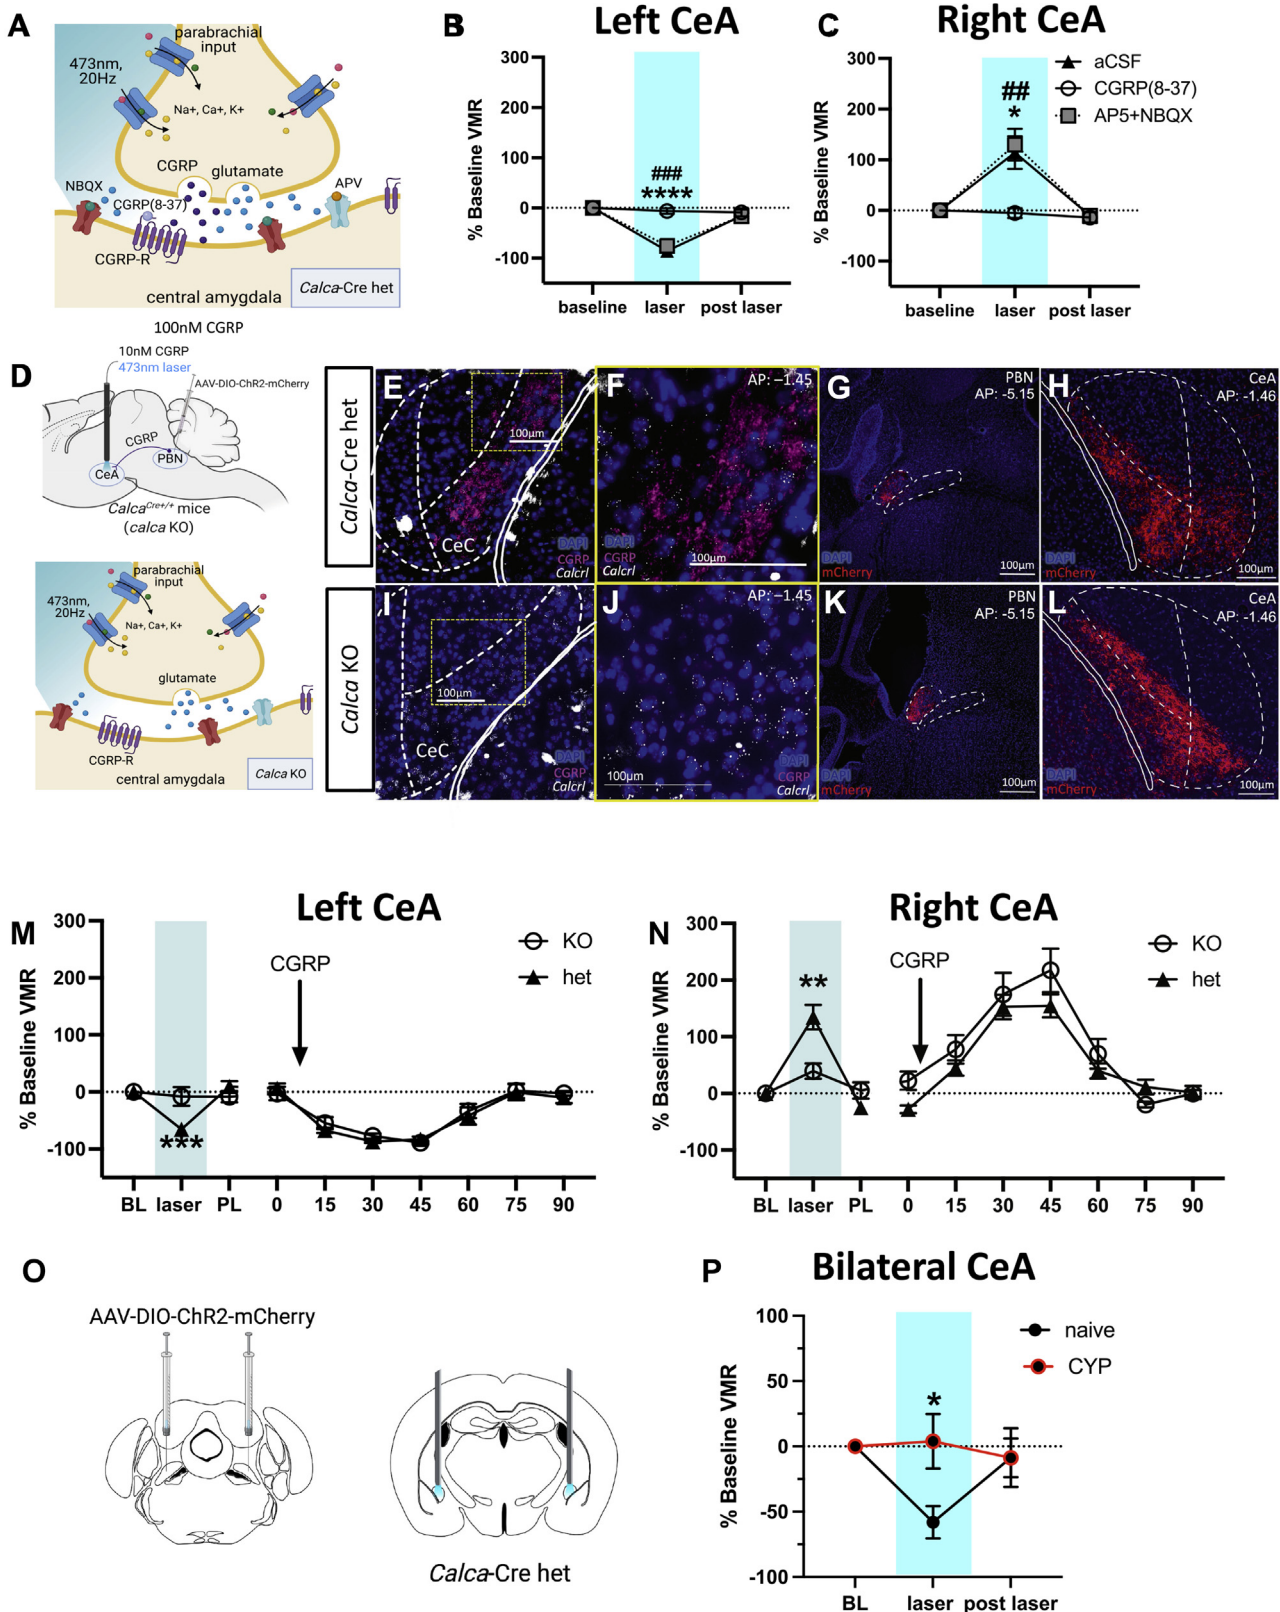 A
parabrachial
input
473nm,
20Hz
Na+, Ca+, K+
CGRP
glutamate
NBQX
CGRP(8-37)
APV
CGRP-R
central amygdala
Calca-Cre het
B
Left CeA
% Baseline VMR
300
200
100
0
-100
###
****
baseline
laser
post laser
C
Right CeA
aCSF
CGRP(8-37)
AP5+NBQX
% Baseline VMR
300
200
100
0
-100
##
*
baseline
laser
post laser
100nM CGRP
D
10nM CGRP
473nm laser
AAV-DIO-ChR2-mCherry
CGRP
PBN
CeA
CalcaCre+/+ mice
(calca KO)
parabrachial
input
473nm,
20Hz
Na+, Ca+, K+
glutamate
CGRP-R
central amygdala
Calca KO
Calca-Cre het
E
100µm
CeC
DAPI
CGRP
Calcrl
F
AP: –1.45
DAPI
CGRP
Calcrl
100µm
G
PBN
AP: -5.15
DAPI
mCherry
100µm
H
CeA
AP: -1.46
DAPI
mCherry
100µm
Calca KO
I
100µm
CeC
DAPI
CGRP
Calcrl
J
AP: –1.45
100µm
DAPI
CGRP
Calcrl
K
PBN
AP: -5.15
DAPI
mCherry
100µm
L
CeA
AP: -1.46
DAPI
mCherry
100µm
M
Left CeA
% Baseline VMR
300
200
100
0
-100
CGRP
KO
het
***
BL
laser
PL
0
15
30
45
60
75
90
N
Right CeA
% Baseline VMR
300
200
100
0
-100
**
CGRP
KO
het
BL
laser
PL
0
15
30
45
60
75
90
O
AAV-DIO-ChR2-mCherry
Calca-Cre het
P
Bilateral CeA
% Baseline VMR
100
50
0
-50
-100
*
naive
CYP
BL
laser
post laser